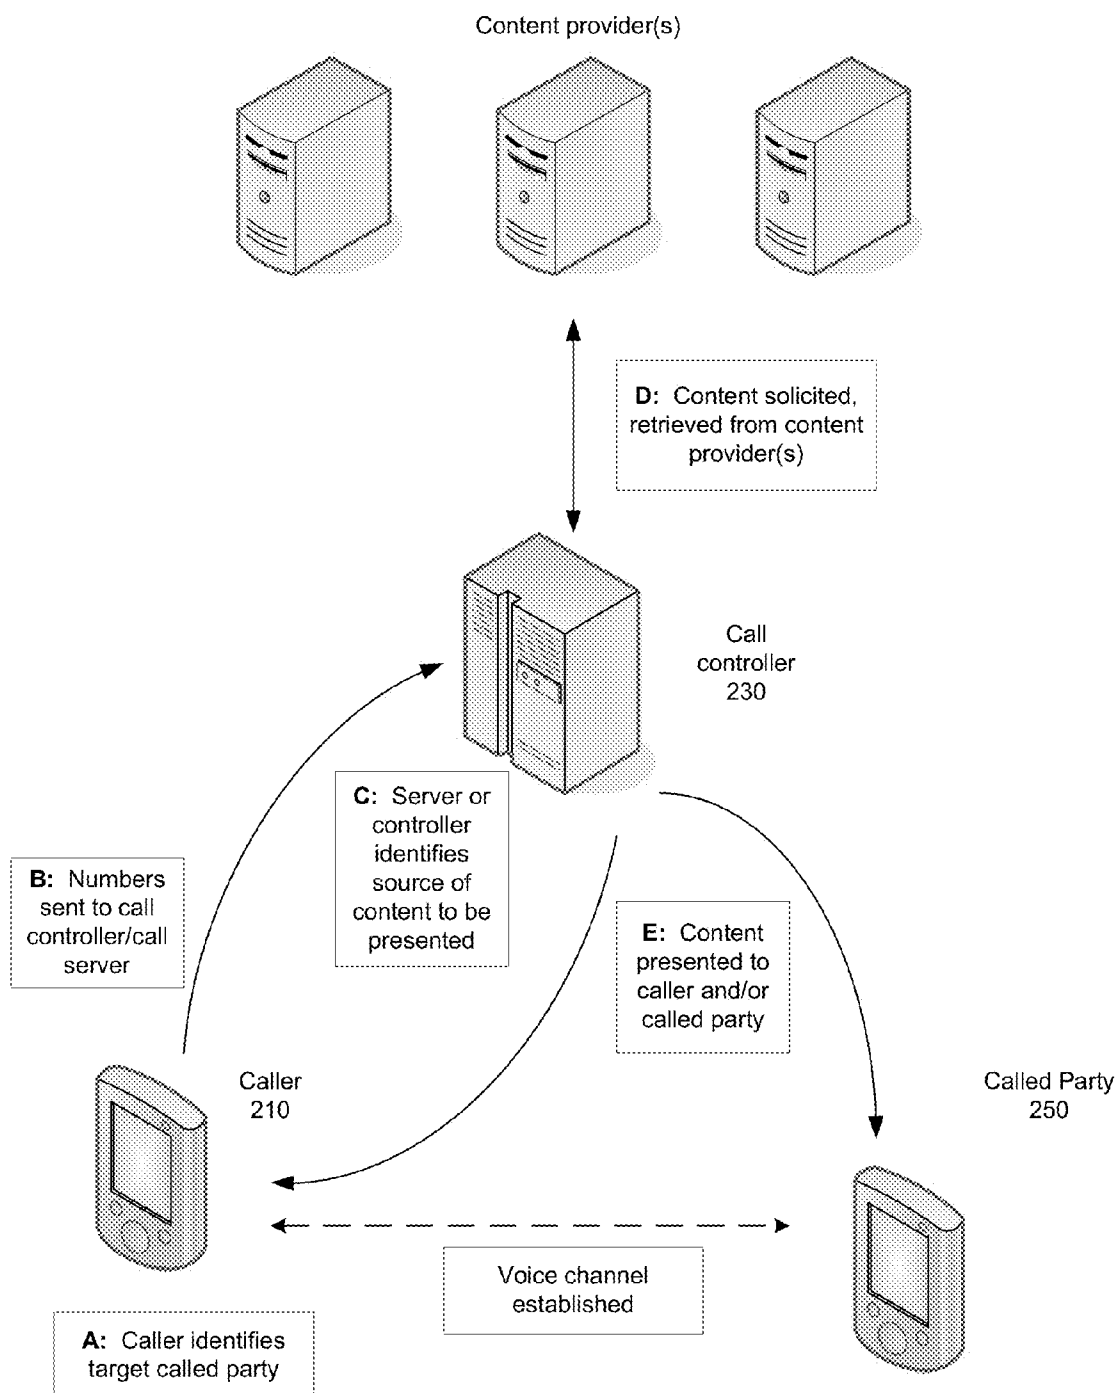 Content provider(s)
D: Content solicited,
retrieved from content
provider(s)
Call
controller
230
C: Server or
controller
identifies
source of
content to be
presented
B: Numbers
sent to call
controller/call
server
E: Content
presented to
caller and/or
called party
Caller
210
Called Party
250
Voice channel
established
A: Caller identifies
target called party